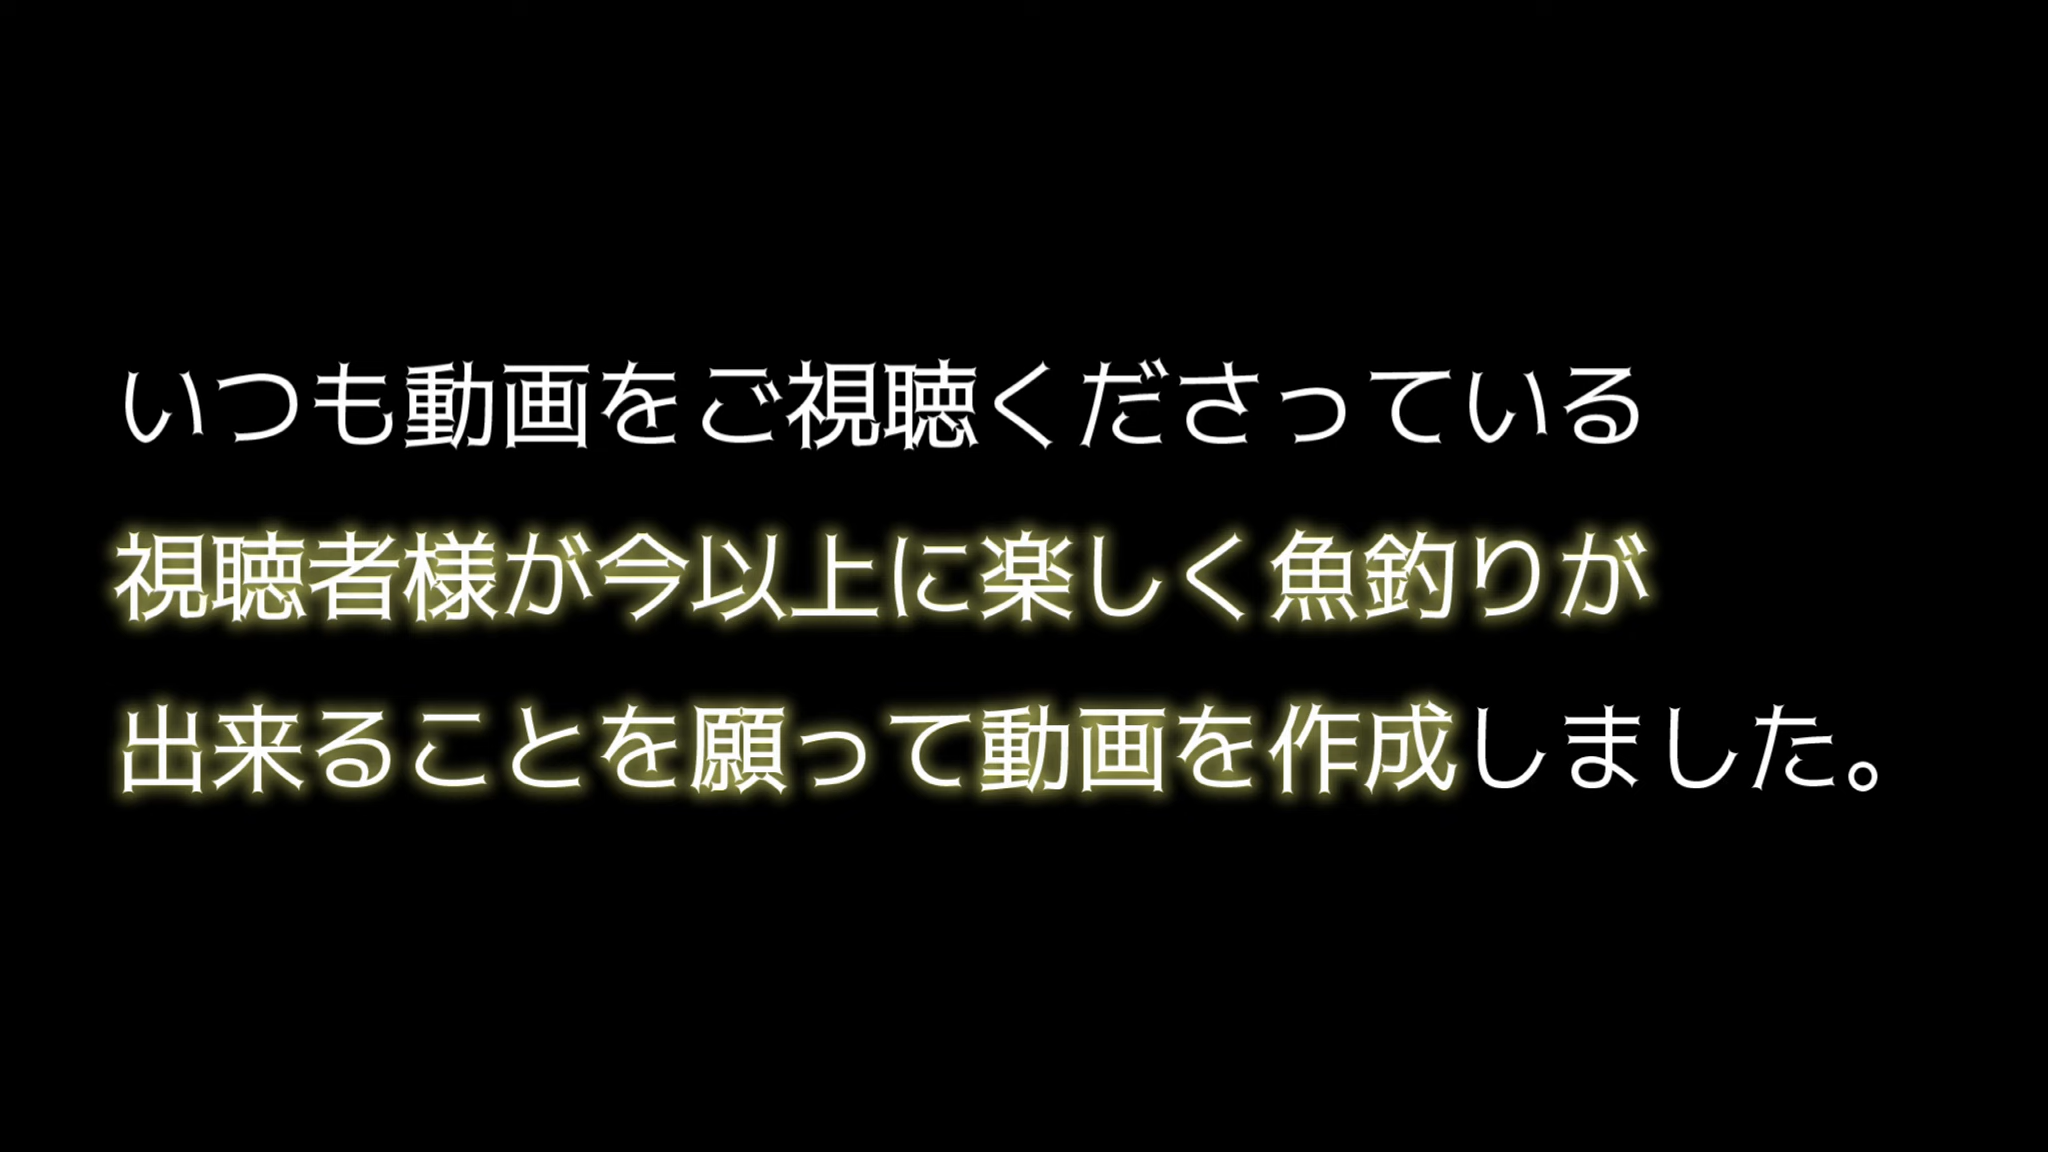 いつも動画をご視聴くださっている
視聴者様が今以上に楽しく魚釣りが
出来ることを願って動画を作成しました。